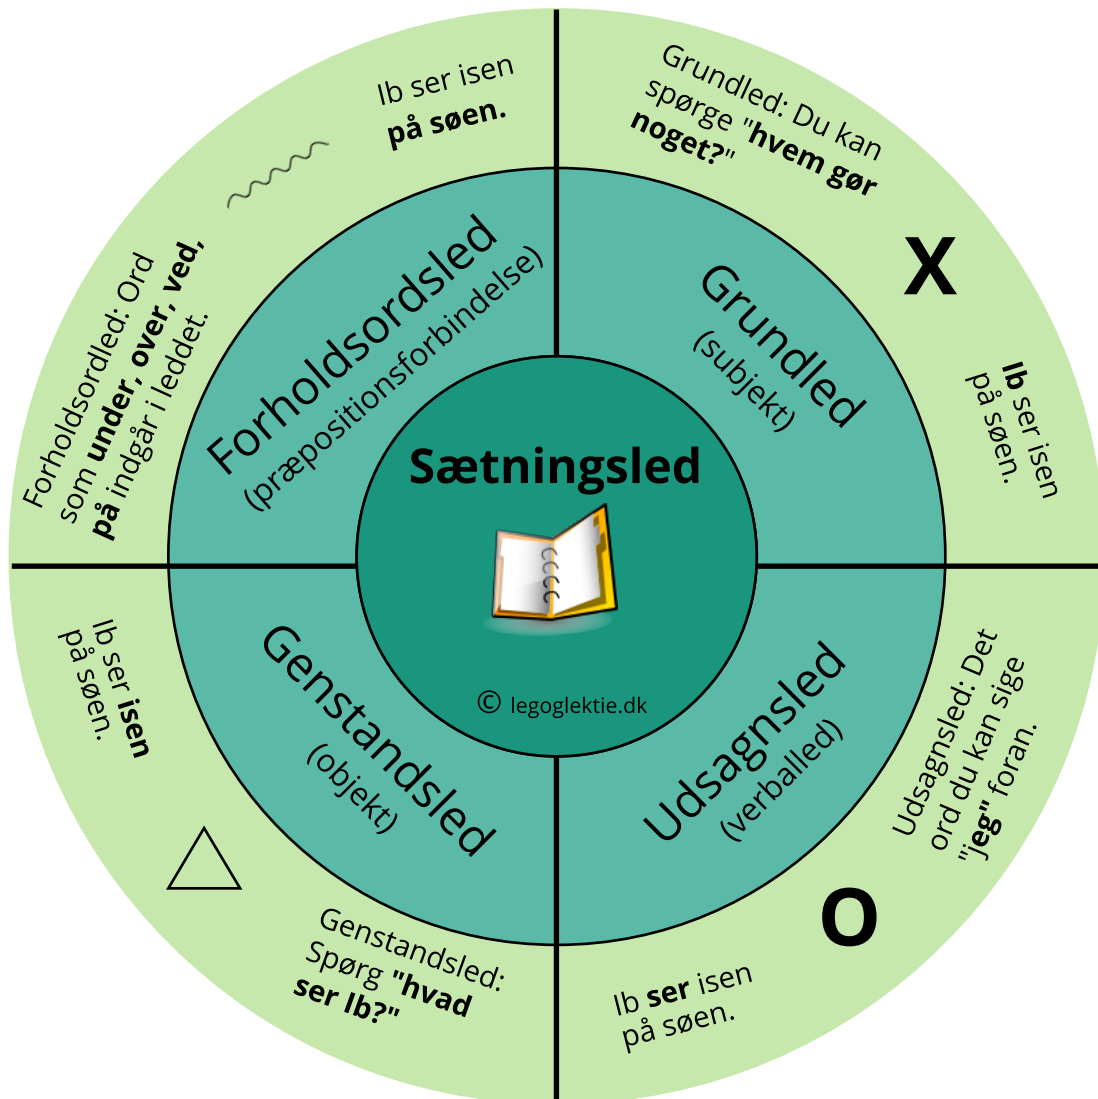 Sætningsled
© legoglektie.dk
Grundled
(subjekt)
Grundled: Du kan
spørge "hvem gør
noget?"
X
Ib ser isen
på søen.
Udsagnsled
(verballed)
Udsagnsled: Det
ord du kan sige
"jeg" foran.
O
Ib ser isen
på søen.
Genstandsled
(objekt)
Genstandsled:
Spørg "hvad
ser Ib?"
Ib ser isen
på søen.
Forholdsordsled
(præpositionsforbindelse)
Forholdsordled: Ord
som under, over, ved,
på indgår i leddet.
Ib ser isen
på søen.